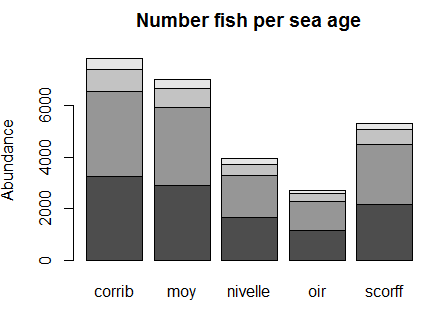 Number fish per sea age
Abundance
6000
4000
2000
0
corrib moy nivelle oir scorff